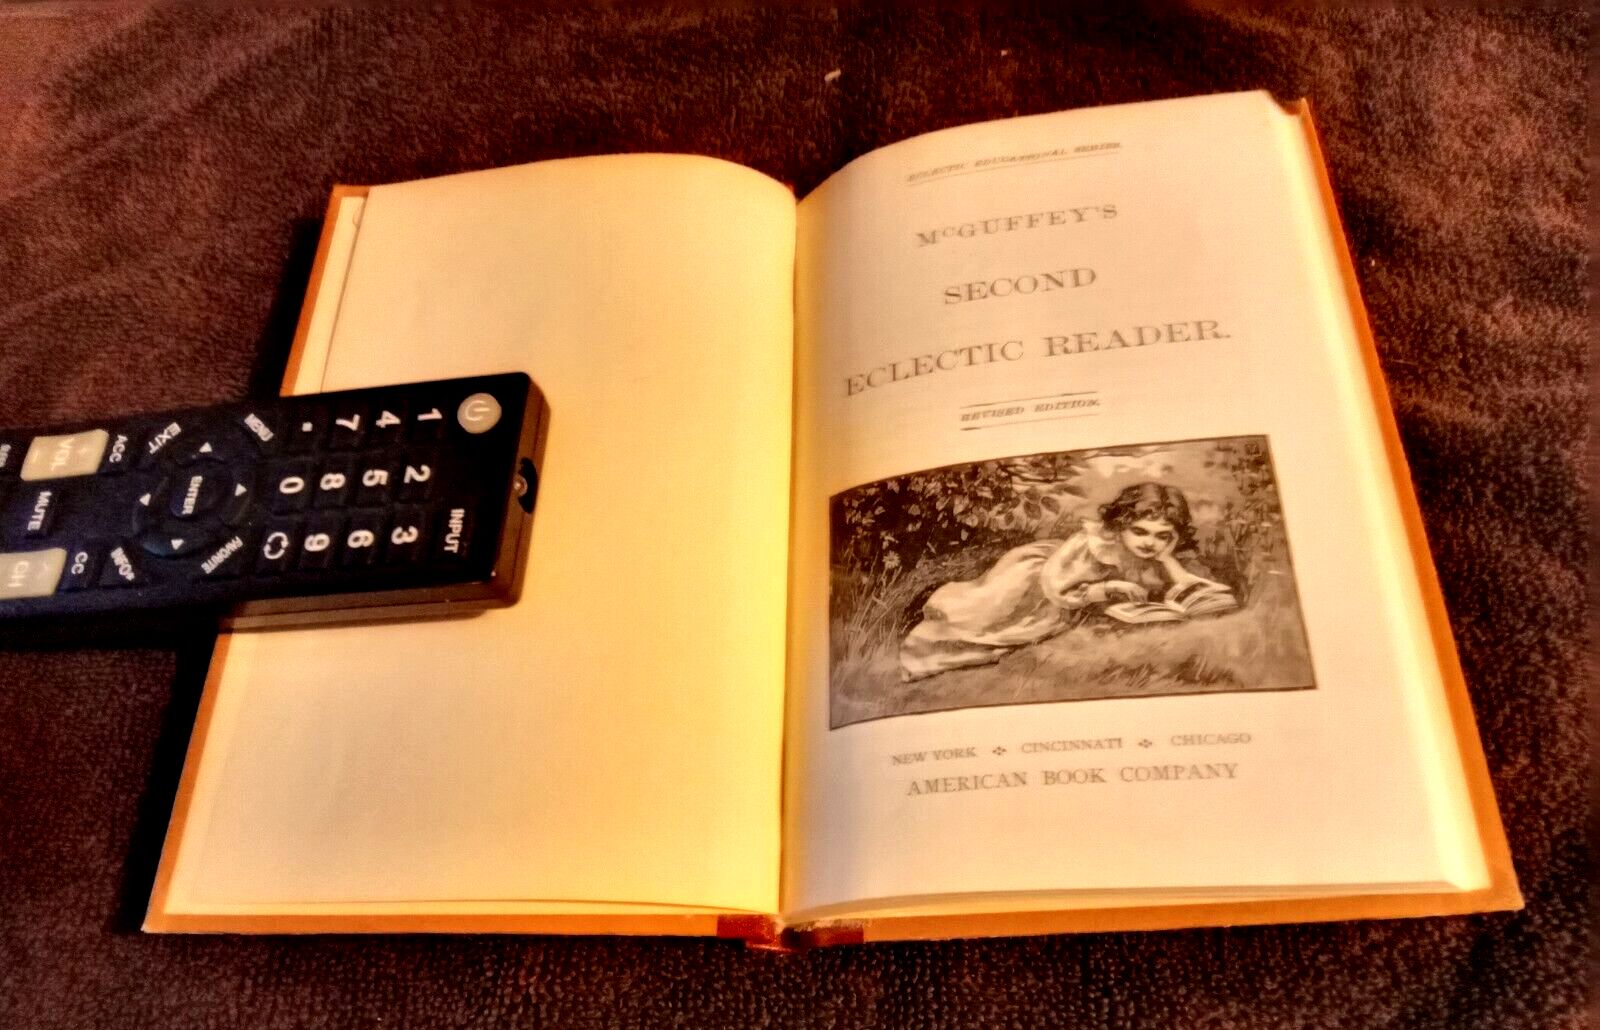 ECLECTIC EDUCATIONAL SERIES.
McGUFFEY'S
SECOND
ECLECTIC READER.
REVISED EDITION.
NEW YORK ❖ CINCINNATI ❖ CHICAGO
AMERICAN BOOK COMPANY
INPUT
1 2 3
4 5 6
7 8 9
. 0
MENU FAVORITE
ENTER
EXIT INFO
ACC CC
VOL MUTE CH